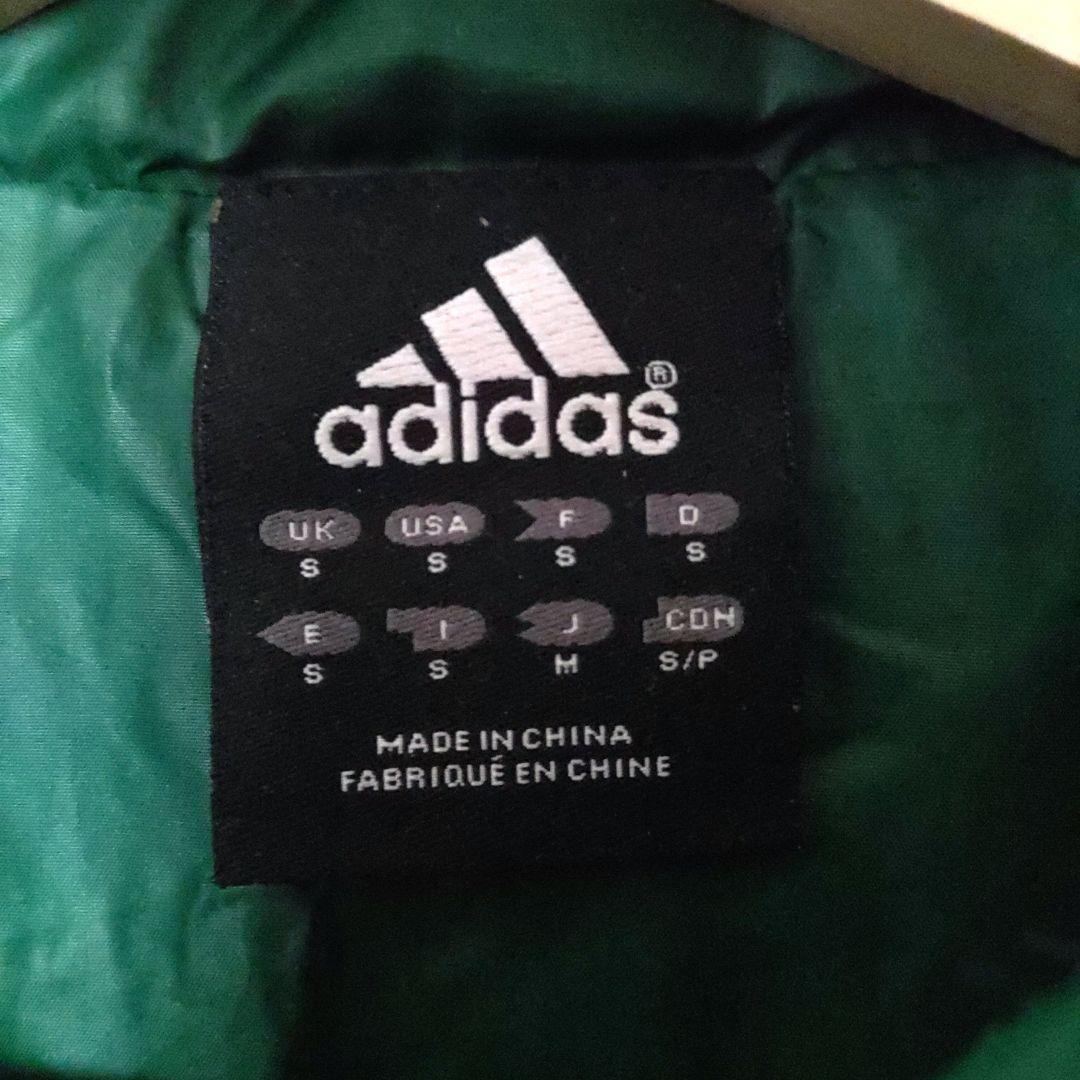 adidas®
UK USA F D
S S S S
E I J CDN
S S M S/P
MADE IN CHINA
FABRIQUÉ EN CHINE